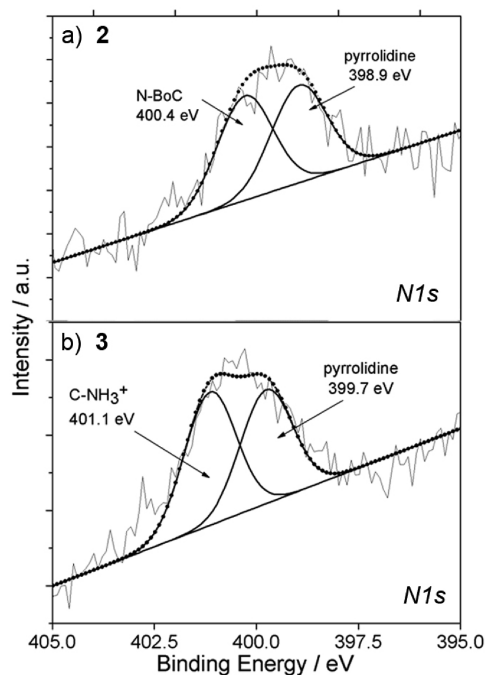 a) 2
pyrrolidine
398.9 eV
N-BoC
400.4 eV
N1s
Intensity / a.u.
b) 3
pyrrolidine
399.7 eV
C-NH3+
401.1 eV
N1s
405.0 402.5 400.0 397.5 395.0
Binding Energy / eV